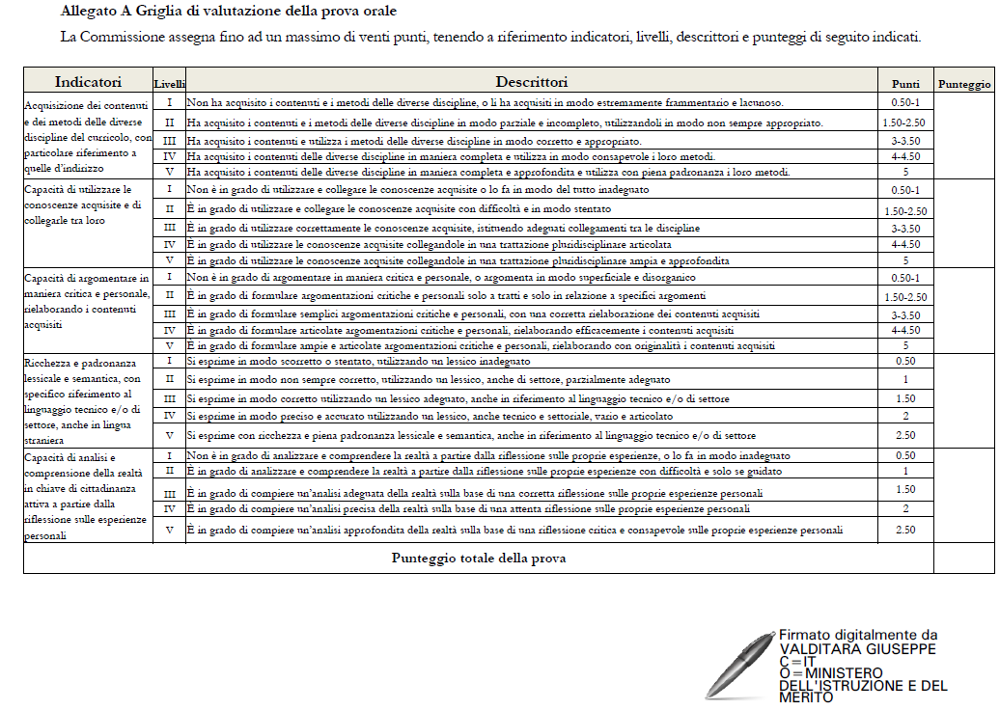 Allegato A Griglia di valutazione della prova orale
La Commissione assegna fino ad un massimo di venti punti, tenendo a riferimento indicatori, livelli, descrittori e punteggi di seguito indicati.
Indicatori Livelli Descrittori Punti Punteggio
Acquisizione dei contenuti
e dei metodi delle diverse
discipline del curricolo, con
particolare riferimento a
quelle d'indirizzo
I Non ha acquisito i contenuti e i metodi delle diverse discipline, o li ha acquisiti in modo estremamente frammentario e lacunoso. 0.50-1
II Ha acquisito i contenuti e i metodi delle diverse discipline in modo parziale e incompleto, utilizzandoli in modo non sempre appropriato. 1.50-2.50
III Ha acquisito i contenuti e utilizza i metodi delle diverse discipline in modo corretto e appropriato. 3-3.50
IV Ha acquisito i contenuti delle diverse discipline in maniera completa e utilizza in modo consapevole i loro metodi. 4-4.50
V Ha acquisito i contenuti delle diverse discipline in maniera completa e approfondita e utilizza con piena padronanza i loro metodi. 5
Capacità di utilizzare le
conoscenze acquisite e di
collegarle tra loro
I Non è in grado di utilizzare e collegare le conoscenze acquisite o lo fa in modo del tutto inadeguato 0.50-1
II È in grado di utilizzare e collegare le conoscenze acquisite con difficoltà e in modo stentato 1.50-2.50
III È in grado di utilizzare correttamente le conoscenze acquisite, istituendo adeguati collegamenti tra le discipline 3-3.50
IV È in grado di utilizzare le conoscenze acquisite collegandole in una trattazione pluridisciplinare articolata 4-4.50
V È in grado di utilizzare le conoscenze acquisite collegandole in una trattazione pluridisciplinare ampia e approfondita 5
Capacità di argomentare in
maniera critica e personale,
rielaborando i contenuti
acquisiti
I Non è in grado di argomentare in maniera critica e personale, o argomenta in modo superficiale e disorganico 0.50-1
II È in grado di formulare argomentazioni critiche e personali solo a tratti e solo in relazione a specifici argomenti 1.50-2.50
III È in grado di formulare semplici argomentazioni critiche e personali, con una corretta rielaborazione dei contenuti acquisiti 3-3.50
IV È in grado di formulare articolate argomentazioni critiche e personali, rielaborando efficacemente i contenuti acquisiti 4-4.50
V È in grado di formulare ampie e articolate argomentazioni critiche e personali, rielaborando con originalità i contenuti acquisiti 5
Ricchezza e padronanza
lessicale e semantica, con
specifico riferimento al
linguaggio tecnico e/o di
settore, anche in lingua
straniera
I Si esprime in modo scorretto o stentato, utilizzando un lessico inadeguato 0.50
II Si esprime in modo non sempre corretto, utilizzando un lessico, anche di settore, parzialmente adeguato 1
III Si esprime in modo corretto utilizzando un lessico adeguato, anche in riferimento al linguaggio tecnico e/o di settore 1.50
IV Si esprime in modo preciso e accurato utilizzando un lessico, anche tecnico e settoriale, vario e articolato 2
V Si esprime con ricchezza e piena padronanza lessicale e semantica, anche in riferimento al linguaggio tecnico e/o di settore 2.50
Capacità di analisi e
comprensione della realtà
in chiave di cittadinanza
attiva a partire dalla
riflessione sulle esperienze
personali
I Non è in grado di analizzare e comprendere la realtà a partire dalla riflessione sulle proprie esperienze, o lo fa in modo inadeguato 0.50
II È in grado di analizzare e comprendere la realtà a partire dalla riflessione sulle proprie esperienze con difficoltà e solo se guidato 1
III È in grado di compiere un'analisi adeguata della realtà sulla base di una corretta riflessione sulle proprie esperienze personali 1.50
IV È in grado di compiere un'analisi precisa della realtà sulla base di una attenta riflessione sulle proprie esperienze personali 2
V È in grado di compiere un'analisi approfondita della realtà sulla base di una riflessione critica e consapevole sulle proprie esperienze personali 2.50
Punteggio totale della prova
Firmato digitalmente da
VALDITARA GIUSEPPE
C=IT
O=MINISTERO
DELL'ISTRUZIONE E DEL
MERITO